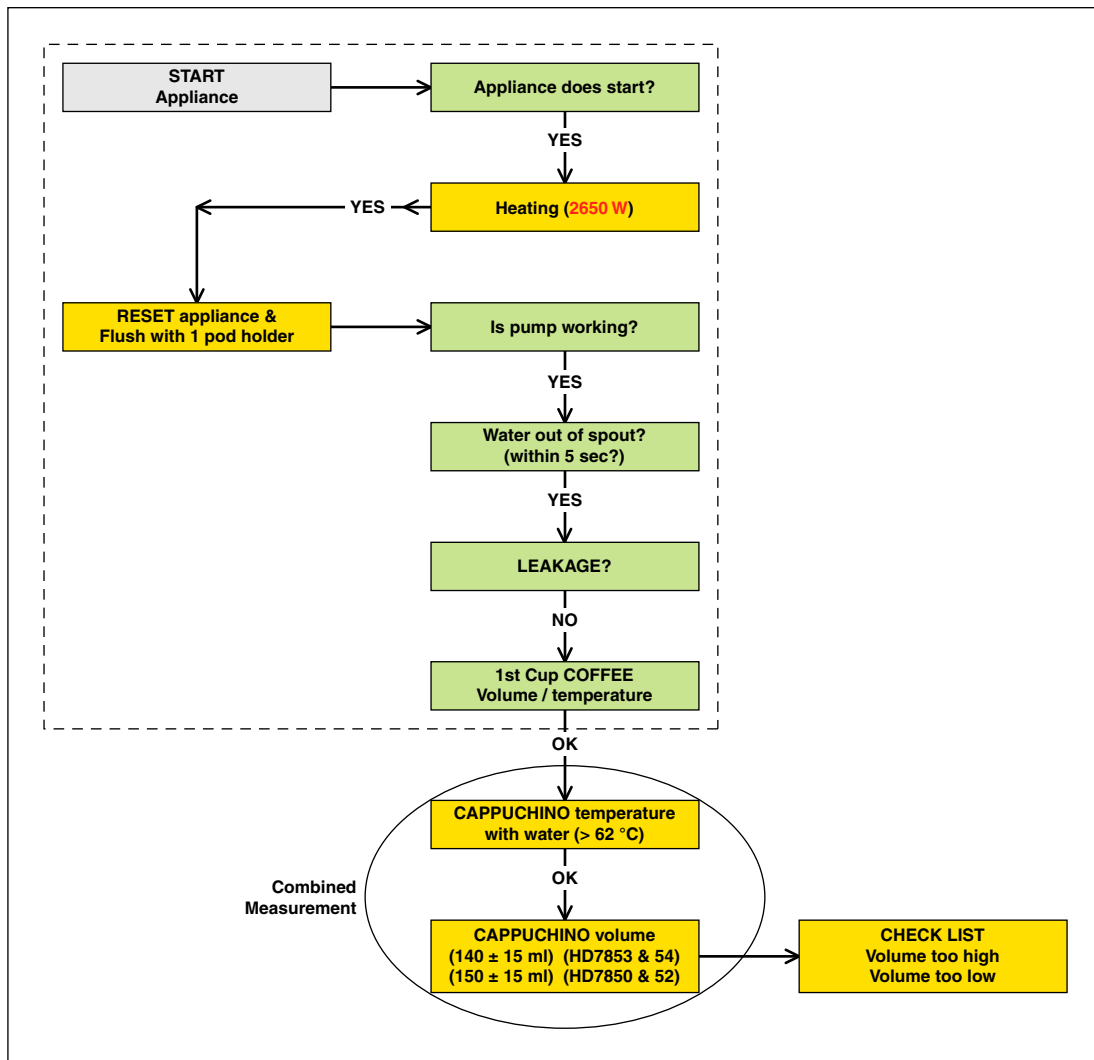 START
Appliance
Appliance does start?
YES
Heating (2650 W)
YES
RESET appliance &
Flush with 1 pod holder
Is pump working?
YES
Water out of spout?
(within 5 sec?)
YES
LEAKAGE?
NO
1st Cup COFFEE
Volume / temperature
OK
CAPPUCHINO temperature
with water (> 62 °C)
OK
Combined
Measurement
CAPPUCHINO volume
(140 ± 15 ml) (HD7853 & 54)
(150 ± 15 ml) (HD7850 & 52)
CHECK LIST
Volume too high
Volume too low